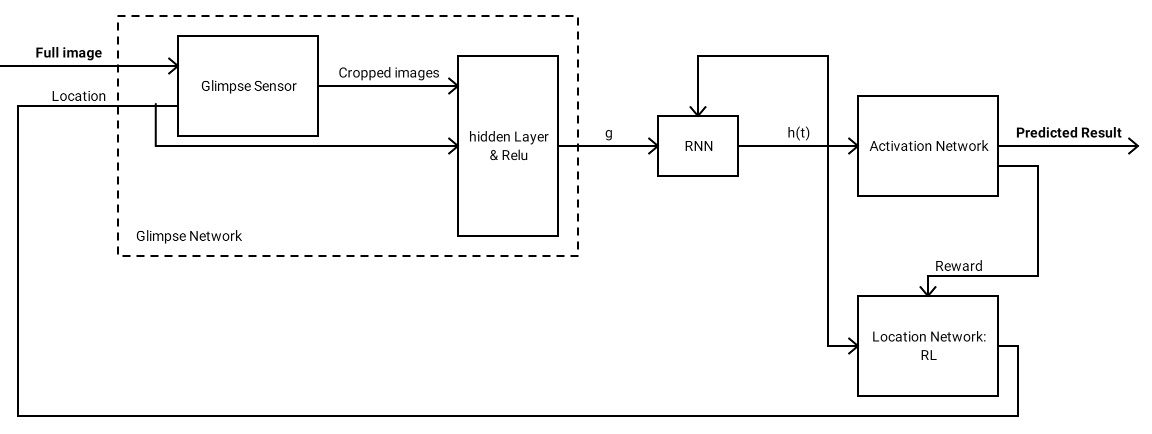 Full image
Glimpse Sensor
Cropped images
Location
hidden Layer
& Relu
g
RNN
h(t)
Activation Network
Predicted Result
Glimpse Network
Reward
Location Network:
RL